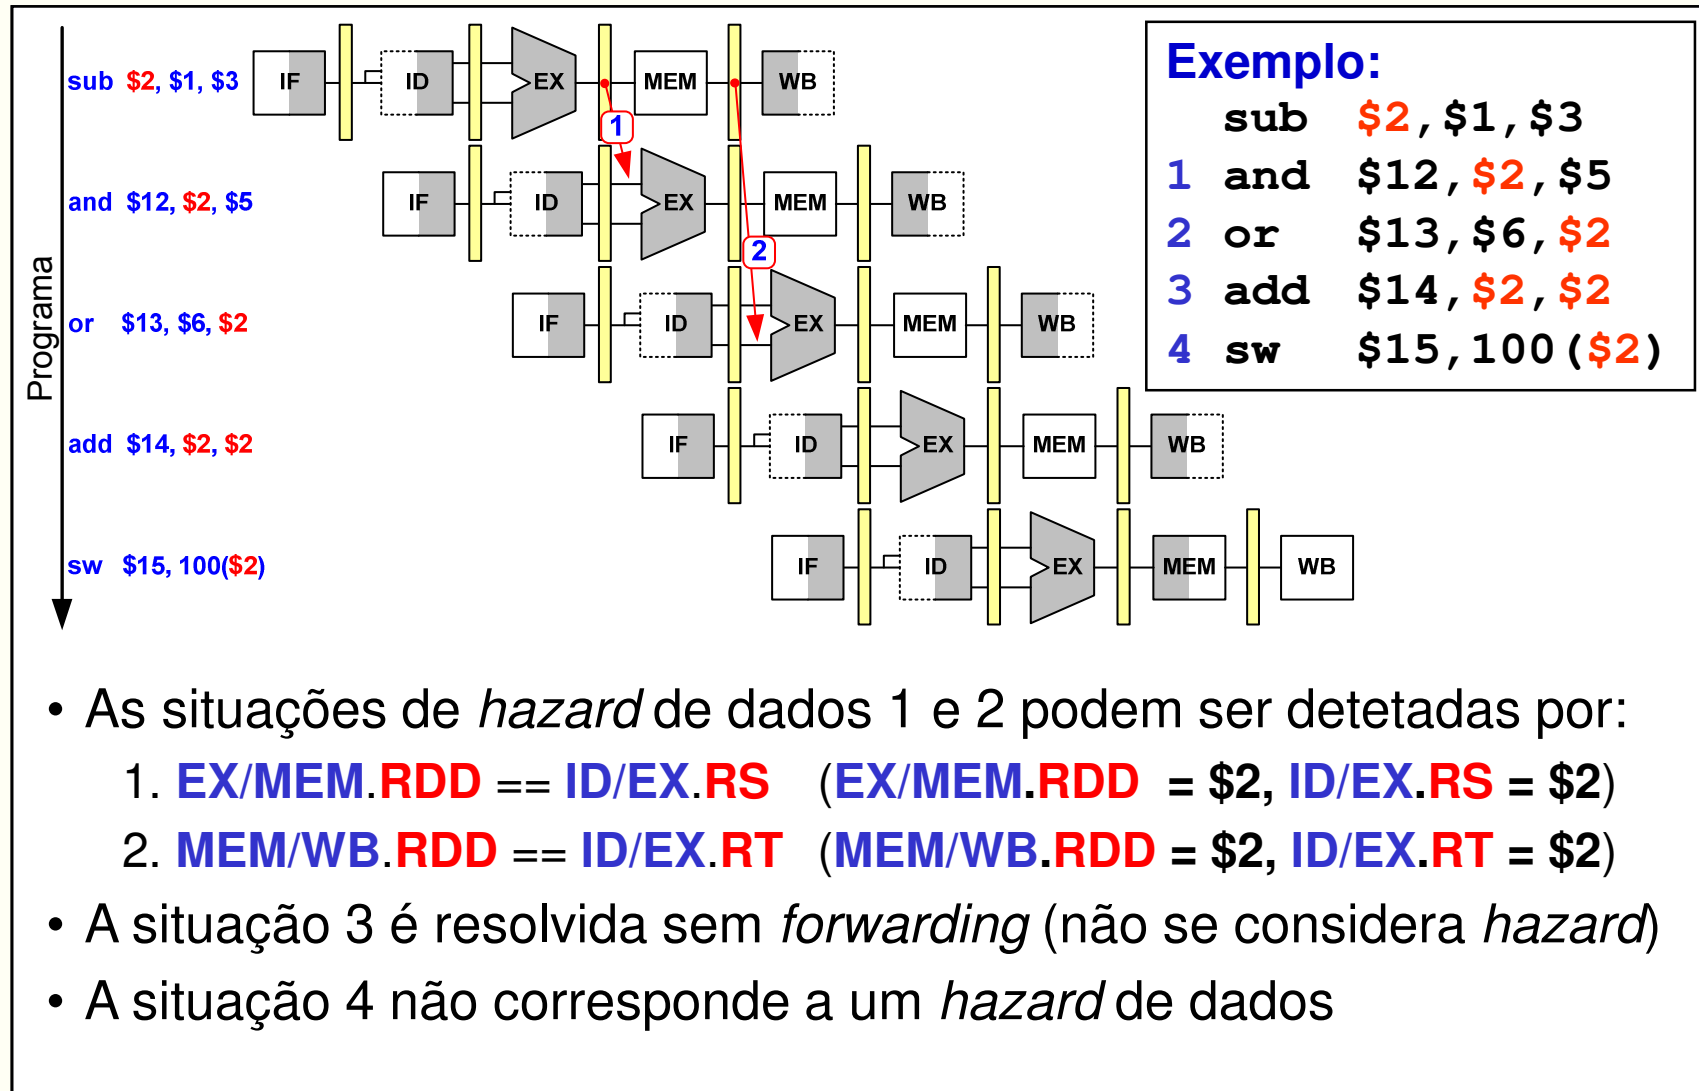 Programa
sub $2, $1, $3
IF ID EX MEM WB
1
and $12, $2, $5
IF ID EX MEM WB
2
or $13, $6, $2
IF ID EX MEM WB
add $14, $2, $2
IF ID EX MEM WB
sw $15, 100($2)
IF ID EX MEM WB
Exemplo:
sub $2,$1,$3
1 and $12,$2,$5
2 or $13,$6,$2
3 add $14,$2,$2
4 sw $15,100($2)
• As situações de hazard de dados 1 e 2 podem ser detetadas por:
1. EX/MEM.RDD == ID/EX.RS (EX/MEM.RDD = $2, ID/EX.RS = $2)
2. MEM/WB.RDD == ID/EX.RT (MEM/WB.RDD = $2, ID/EX.RT = $2)
• A situação 3 é resolvida sem forwarding (não se considera hazard)
• A situação 4 não corresponde a um hazard de dados